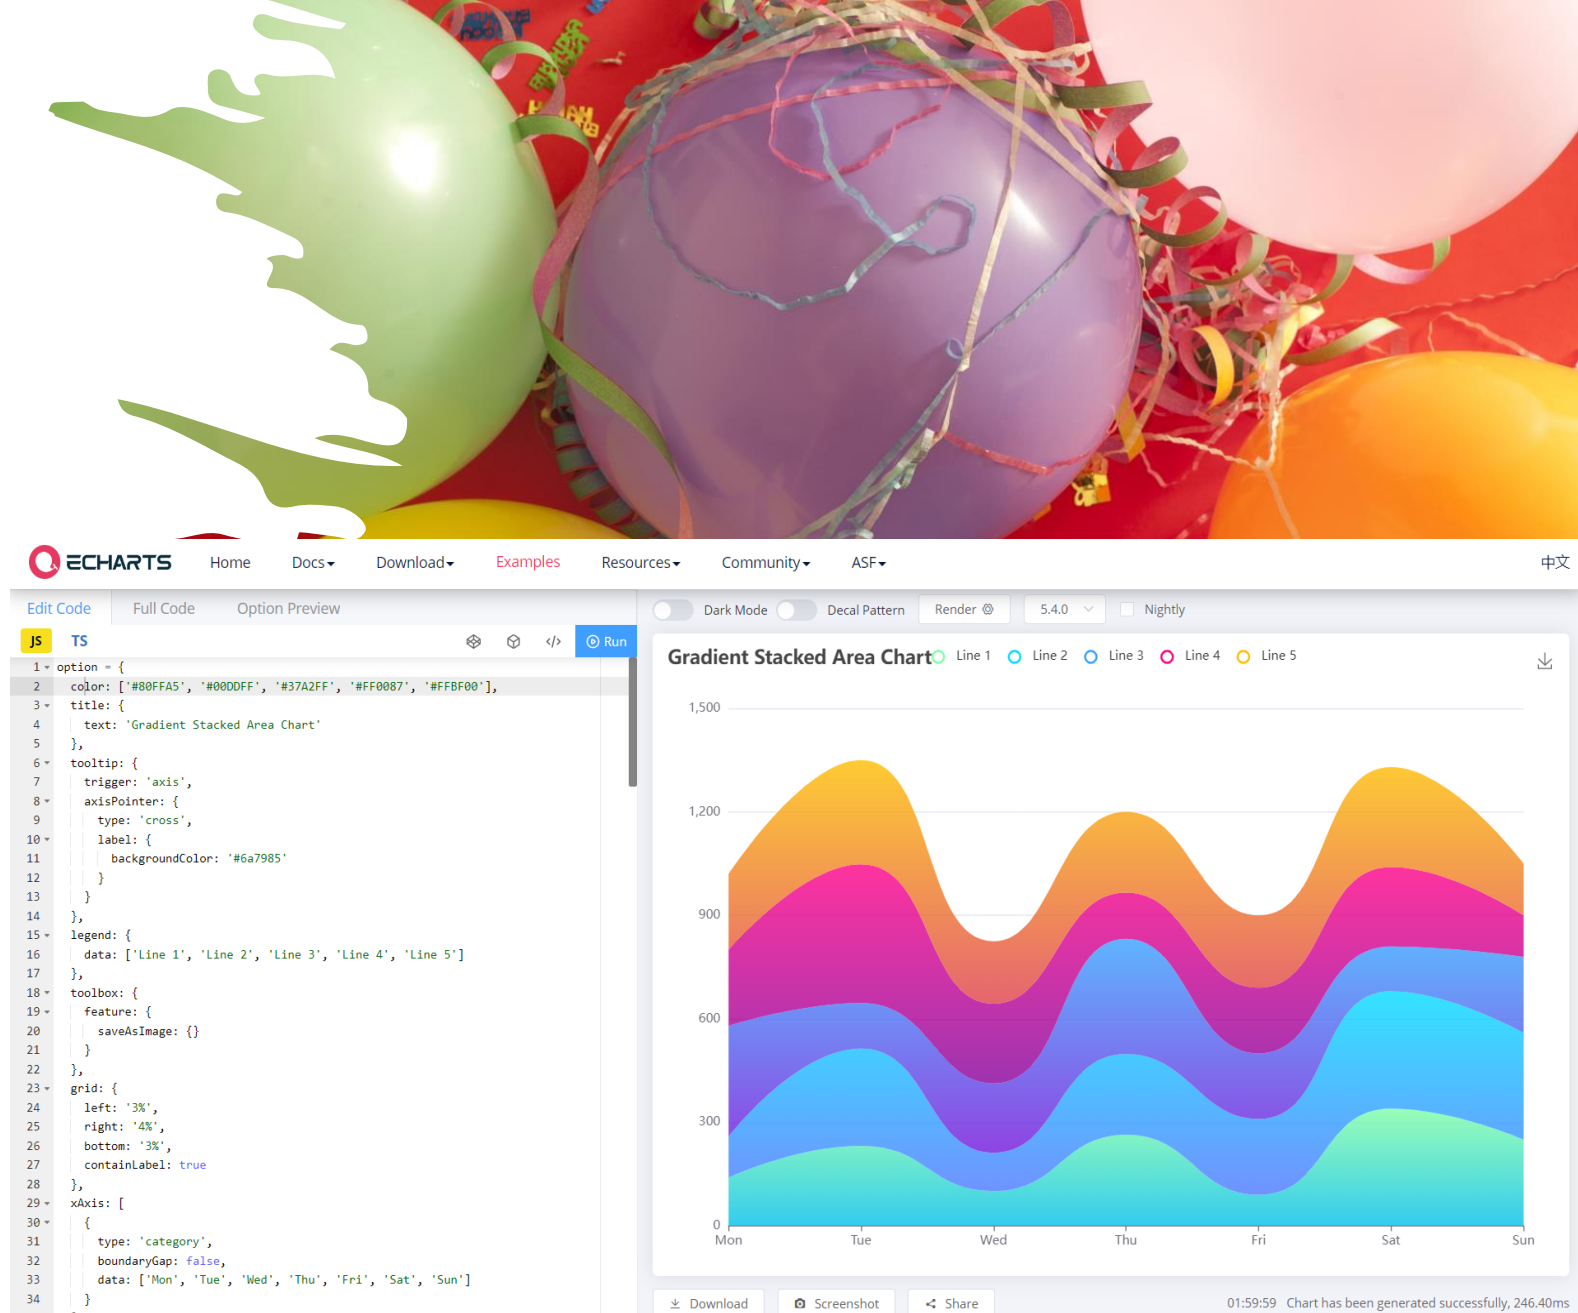 ECHARTS Home Docs Download Examples Resources Community ASF 中文
Edit Code Full Code Option Preview
Dark Mode Decal Pattern Render 5.4.0 Nightly
JS TS </> Run
1 option = {
2 color: ['#80FFA5', '#00DDFF', '#37A2FF', '#FF0087', '#FFBF00'],
3 title: {
4 text: 'Gradient Stacked Area Chart'
5 },
6 tooltip: {
7 trigger: 'axis',
8 axisPointer: {
9 type: 'cross',
10 label: {
11 backgroundColor: '#6a7985'
12 }
13 }
14 },
15 legend: {
16 data: ['Line 1', 'Line 2', 'Line 3', 'Line 4', 'Line 5']
17 },
18 toolbox: {
19 feature: {
20 saveAsImage: {}
21 }
22 },
23 grid: {
24 left: '3%',
25 right: '4%',
26 bottom: '3%',
27 containLabel: true
28 },
29 xAxis: [
30 {
31 type: 'category',
32 boundaryGap: false,
33 data: ['Mon', 'Tue', 'Wed', 'Thu', 'Fri', 'Sat', 'Sun']
34 }
Gradient Stacked Area Chart Line 1 Line 2 Line 3 Line 4 Line 5
1,500
1,200
900
600
300
0
Mon Tue Wed Thu Fri Sat Sun
Download Screenshot Share 01:59:59 Chart has been generated successfully, 246.40ms